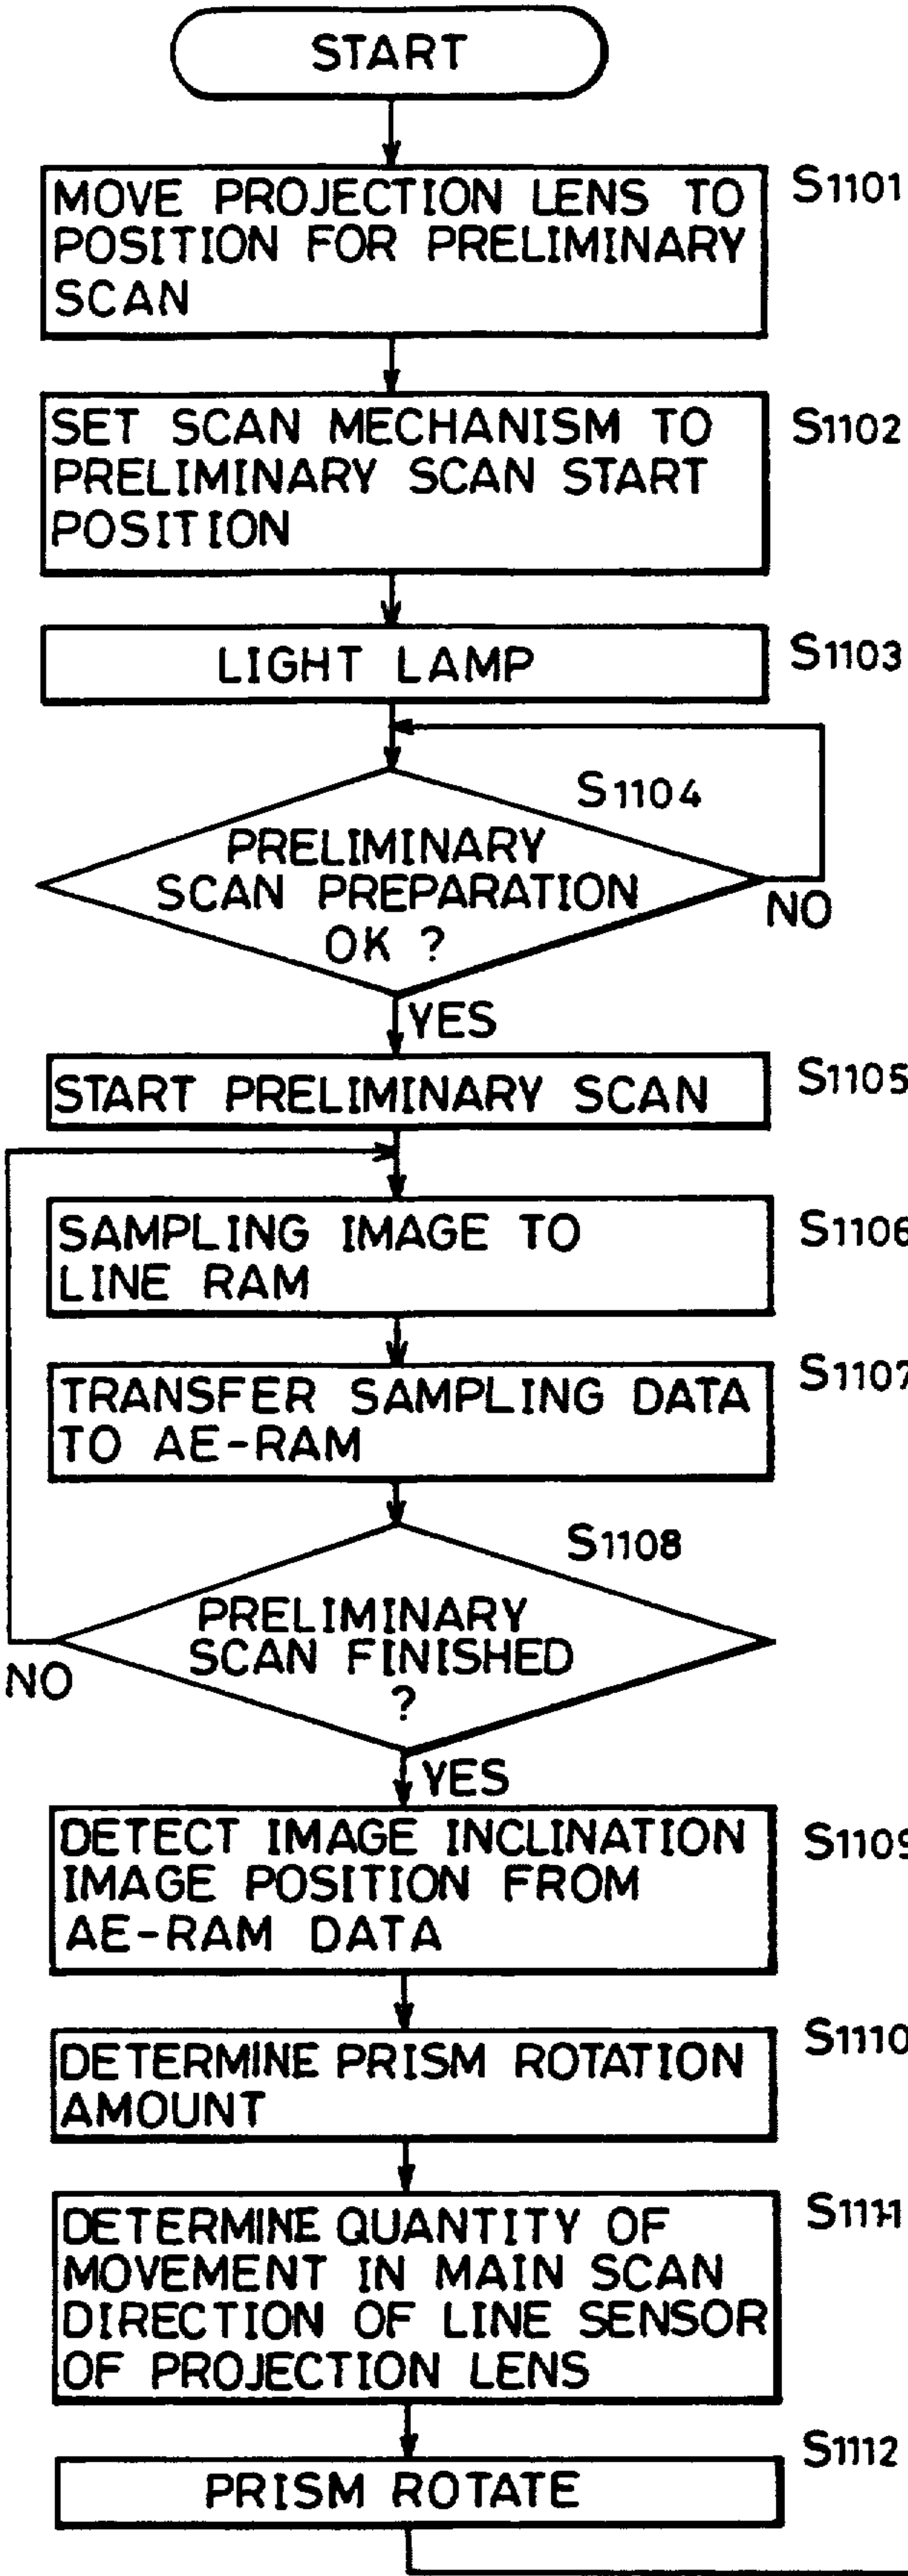 START
S1101
MOVE PROJECTION LENS TO
POSITION FOR PRELIMINARY
SCAN
S1102
SET SCAN MECHANISM TO
PRELIMINARY SCAN START
POSITION
S1103
LIGHT LAMP
S1104
PRELIMINARY
SCAN PREPARATION
OK ?
NO
YES
S1105
START PRELIMINARY SCAN
S1106
SAMPLING IMAGE TO
LINE RAM
S1107
TRANSFER SAMPLING DATA
TO AE-RAM
S1108
PRELIMINARY
SCAN FINISHED
?
NO
YES
S1109
DETECT IMAGE INCLINATION
IMAGE POSITION FROM
AE-RAM DATA
S1110
DETERMINE PRISM ROTATION
AMOUNT
S1111
DETERMINE QUANTITY OF
MOVEMENT IN MAIN SCAN
DIRECTION OF LINE SENSOR
OF PROJECTION LENS
S1112
PRISM ROTATE